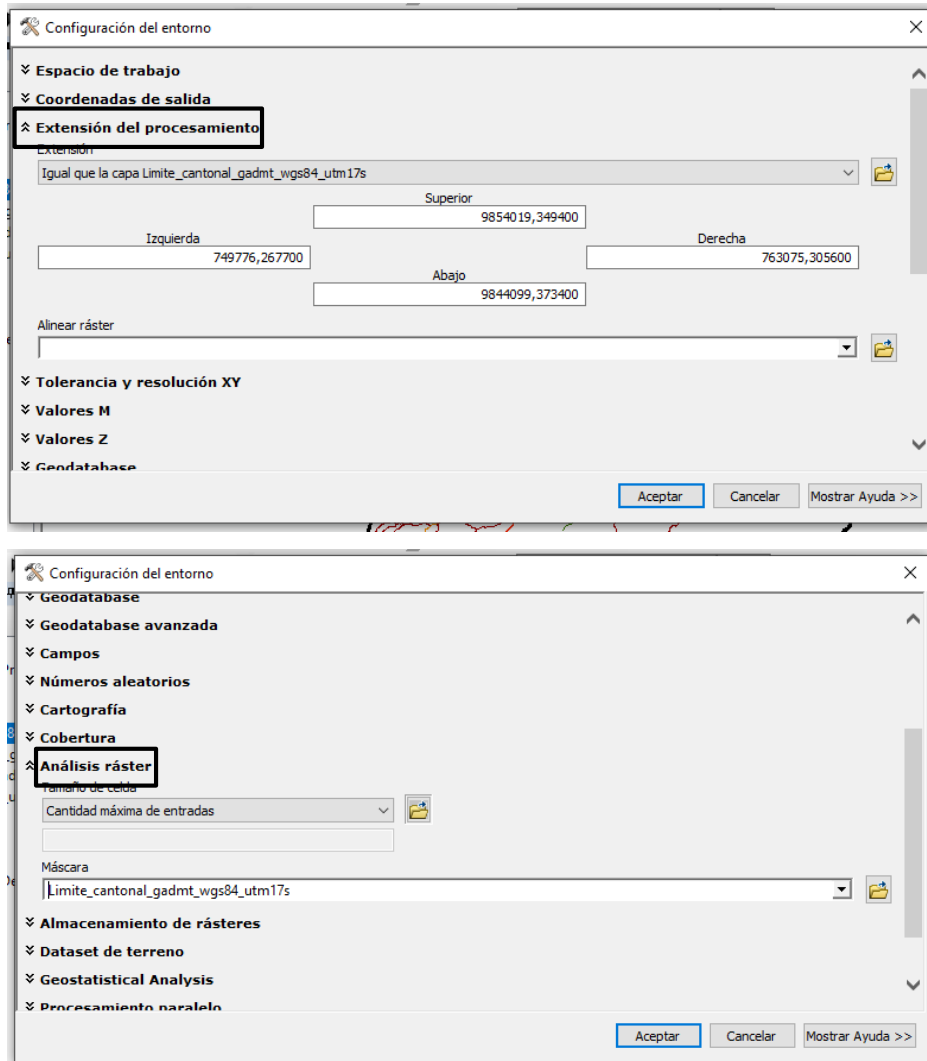 Configuración del entorno
Espacio de trabajo
Coordenadas de salida
Extensión del procesamiento
Extensión
Igual que la capa Limite_cantonal_gadmt_wgs84_utm17s
Superior
9854019,349400
Izquierda
Derecha
749776,267700
763075,305600
Abajo
9844099,373400
Alinear ráster
Tolerancia y resolución XY
Valores M
Valores Z
Geodatabase
Aceptar
Cancelar
Mostrar Ayuda >>
Configuración del entorno
Geodatabase
Geodatabase avanzada
Campos
Números aleatorios
Cartografía
Cobertura
Análisis ráster
Tamaño de celda
Cantidad máxima de entradas
Máscara
Limite_cantonal_gadmt_wgs84_utm17s
Almacenamiento de rásteres
Dataset de terreno
Geostatistical Analysis
Procesamiento paralelo
Aceptar
Cancelar
Mostrar Ayuda >>